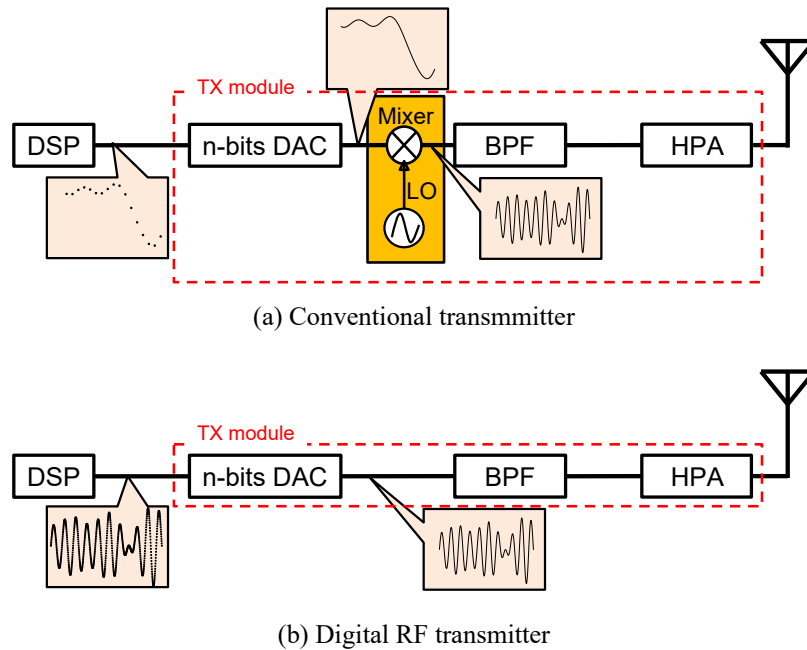 TX module
Mixer
DSP
n-bits DAC
BPF
HPA
LO
(a) Conventional transmmitter
TX module
DSP
n-bits DAC
BPF
HPA
(b) Digital RF transmitter